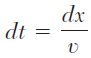 dt = dx / v